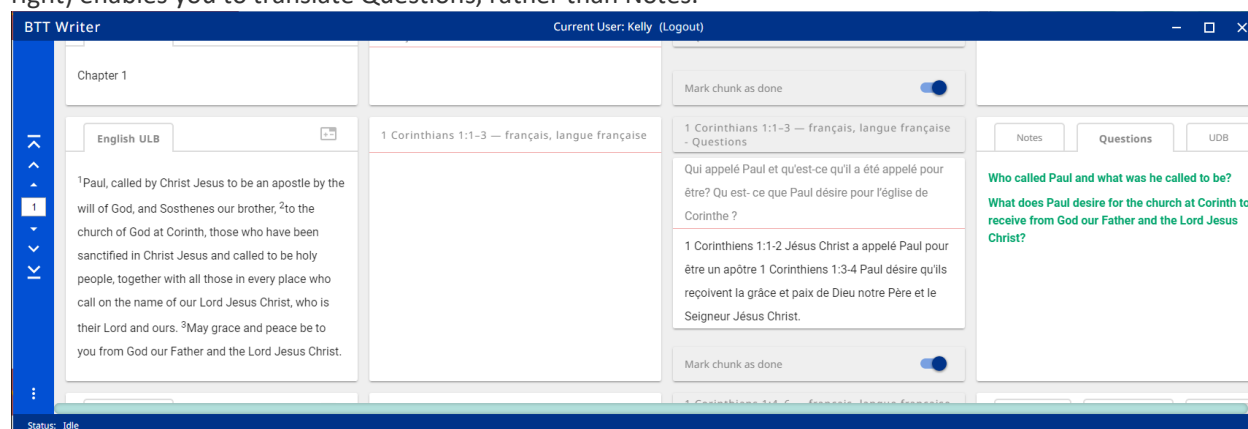 right) enables you to translate Questions, rather than Notes.
BTT Writer
Current User: Kelly (Logout)
Chapter 1
Mark chunk as done
English ULB
1
¹Paul, called by Christ Jesus to be an apostle by the
will of God, and Sosthenes our brother, ²to the
church of God at Corinth, those who have been
sanctified in Christ Jesus and called to be holy
people, together with all those in every place who
call on the name of our Lord Jesus Christ, who is
their Lord and ours. ³May grace and peace be to
you from God our Father and the Lord Jesus Christ.
1 Corinthians 1:1–3 — français, langue française
1 Corinthians 1:1–3 — français, langue française
- Questions
Qui appelé Paul et qu'est-ce qu'il a été appelé pour
être? Qu est- ce que Paul désire pour l'église de
Corinthe ?
1 Corinthiens 1:1-2 Jésus Christ a appelé Paul pour
être un apôtre 1 Corinthiens 1:3-4 Paul désire qu'ils
reçoivent la grâce et paix de Dieu notre Père et le
Seigneur Jésus Christ.
Mark chunk as done
1 Corinthians 1:4–6 — français, langue française
Notes
Questions
UDB
Who called Paul and what was he called to be?
What does Paul desire for the church at Corinth to
receive from God our Father and the Lord Jesus
Christ?
Status: Idle